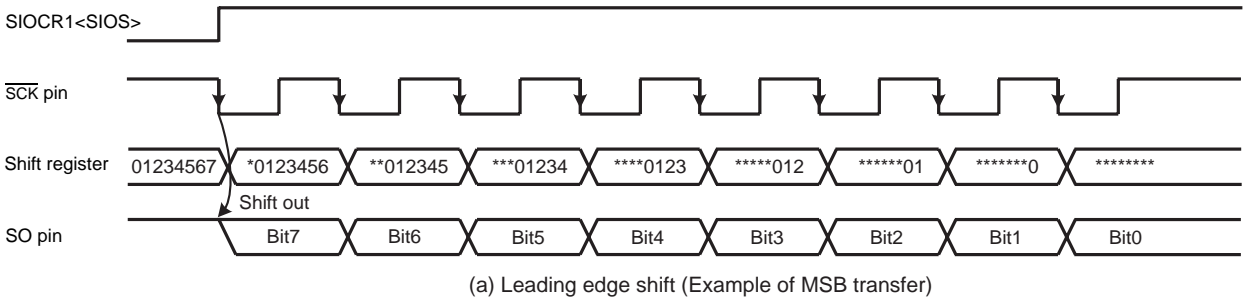 SIOCR1<SIOS>
SCK pin
Shift register 01234567 *0123456 **012345 ***01234 ****0123 *****012 ******01 *******0 ********
Shift out
SO pin Bit7 Bit6 Bit5 Bit4 Bit3 Bit2 Bit1 Bit0
(a) Leading edge shift (Example of MSB transfer)